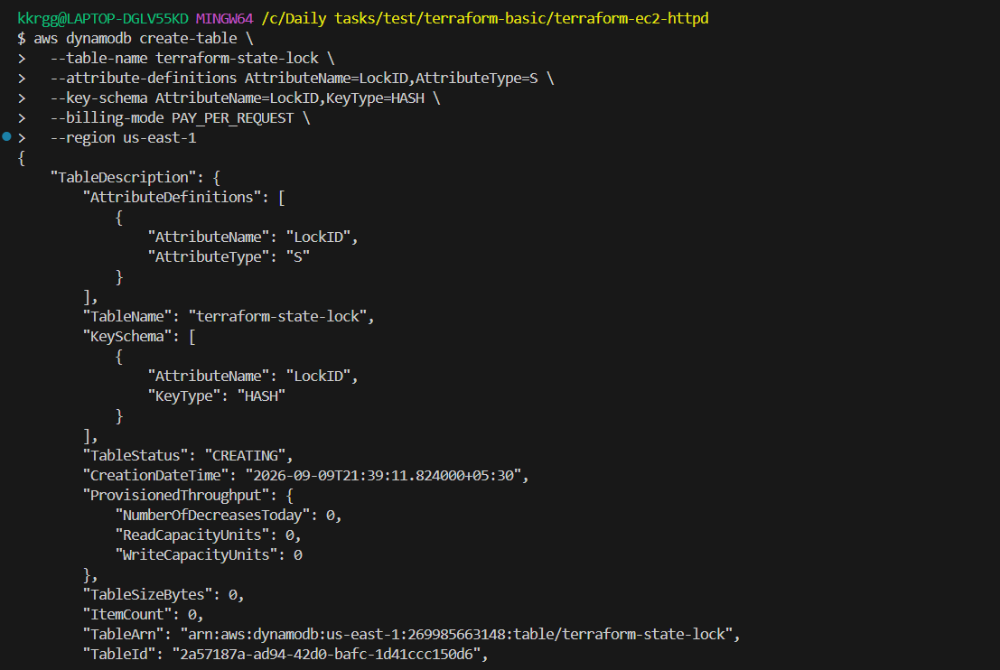 kkrgg@LAPTOP-DGLV55KD MINGW64 /c/Daily tasks/test/terraform-basic/terraform-ec2-httpd
$ aws dynamodb create-table \
>   --table-name terraform-state-lock \
>   --attribute-definitions AttributeName=LockID,AttributeType=S \
>   --key-schema AttributeName=LockID,KeyType=HASH \
>   --billing-mode PAY_PER_REQUEST \
>   --region us-east-1
{
    "TableDescription": {
        "AttributeDefinitions": [
            {
                "AttributeName": "LockID",
                "AttributeType": "S"
            }
        ],
        "TableName": "terraform-state-lock",
        "KeySchema": [
            {
                "AttributeName": "LockID",
                "KeyType": "HASH"
            }
        ],
        "TableStatus": "CREATING",
        "CreationDateTime": "2026-09-09T21:39:11.824000+05:30",
        "ProvisionedThroughput": {
            "NumberOfDecreasesToday": 0,
            "ReadCapacityUnits": 0,
            "WriteCapacityUnits": 0
        },
        "TableSizeBytes": 0,
        "ItemCount": 0,
        "TableArn": "arn:aws:dynamodb:us-east-1:269985663148:table/terraform-state-lock",
        "TableId": "2a57187a-ad94-42d0-bafc-1d41ccc150d6",